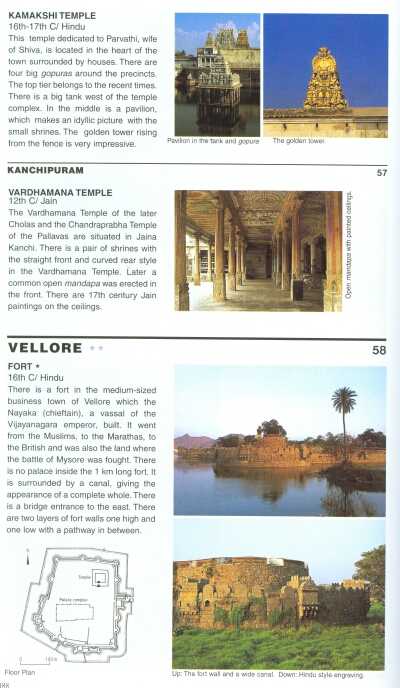 KAMAKSHI TEMPLE
16th-17th C/ Hindu
This temple dedicated to Parvathi, wife
of Shiva, is located in the heart of the
town surrounded by houses. There are
four big gopuras around the precincts.
The top tier belongs to the recent times.
There is a big tank west of the temple
complex. In the middle is a pavilion,
which makes an idyllic picture with the
small shrines. The golden tower rising
from the fence is very impressive.
Pavilion in the tank and gopure
The golden tower.
KANCHIPURAM
57
VARDHAMANA TEMPLE
12th C/ Jain
The Vardhamana Temple of the later
Cholas and the Chandraprabha Temple
of the Pallavas are situated in Jaina
Kanchi. There is a pair of shrines with
the straight front and curved rear style
in the Vardhamana Temple. Later a
common open mandapa was erected in
the front. There are 17th century Jain
paintings on the ceilings.
Open mandapa with painted ceilings.
VELLORE **
58
FORT *
16th C/ Hindu
There is a fort in the medium-sized
business town of Vellore which the
Nayaka (chieftain), a vassal of the
Vijayanagara emperor, built. It went
from the Muslims, to the Marathas, to
the British and was also the land where
the battle of Mysore was fought. There
is no palace inside the 1 km long fort. It
is surrounded by a canal, giving the
appearance of a complete whole. There
is a bridge entrance to the east. There
are two layers of fort walls one high and
one low with a pathway in between.
Temple
Palace complex
0
Floor Plan
Up: The fort wall and a wide canal. Down: Hindu style engreving